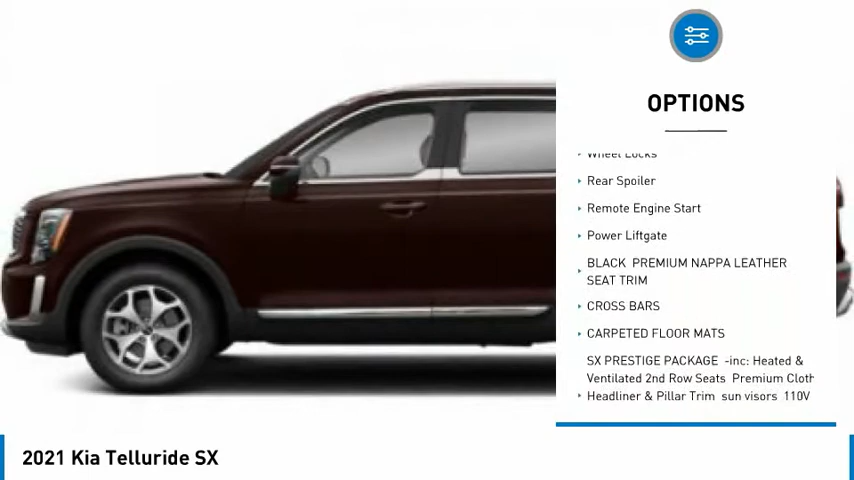 OPTIONS
Wheel Locks
Rear Spoiler
Remote Engine Start
Power Liftgate
BLACK PREMIUM NAPPA LEATHER
SEAT TRIM
CROSS BARS
CARPETED FLOOR MATS
SX PRESTIGE PACKAGE -inc: Heated &
Ventilated 2nd Row Seats Premium Cloth
Headliner & Pillar Trim sun visors 110V
2021 Kia Telluride SX